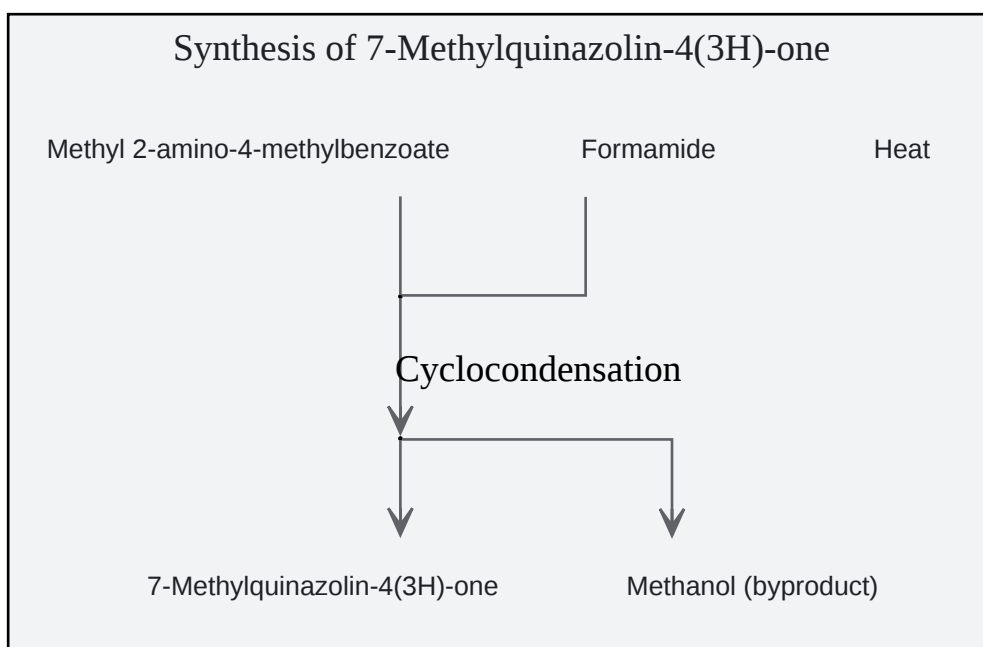 Synthesis of 7-Methylquinazolin-4(3H)-one
Methyl 2-amino-4-methylbenzoate Formamide Heat
Cyclocondensation
7-Methylquinazolin-4(3H)-one Methanol (byproduct)